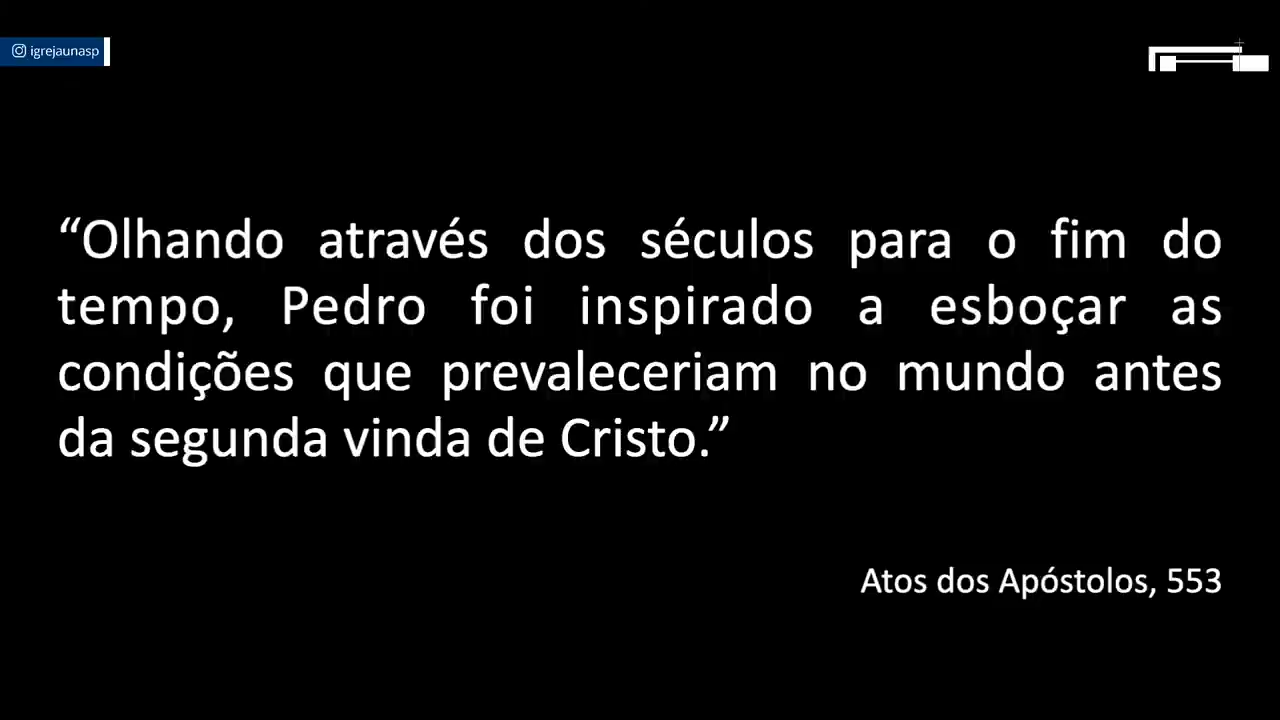 igrejaunasp
“Olhando através dos séculos para o fim do
tempo, Pedro foi inspirado a esboçar as
condições que prevaleceriam no mundo antes
da segunda vinda de Cristo.”
Atos dos Apóstolos, 553